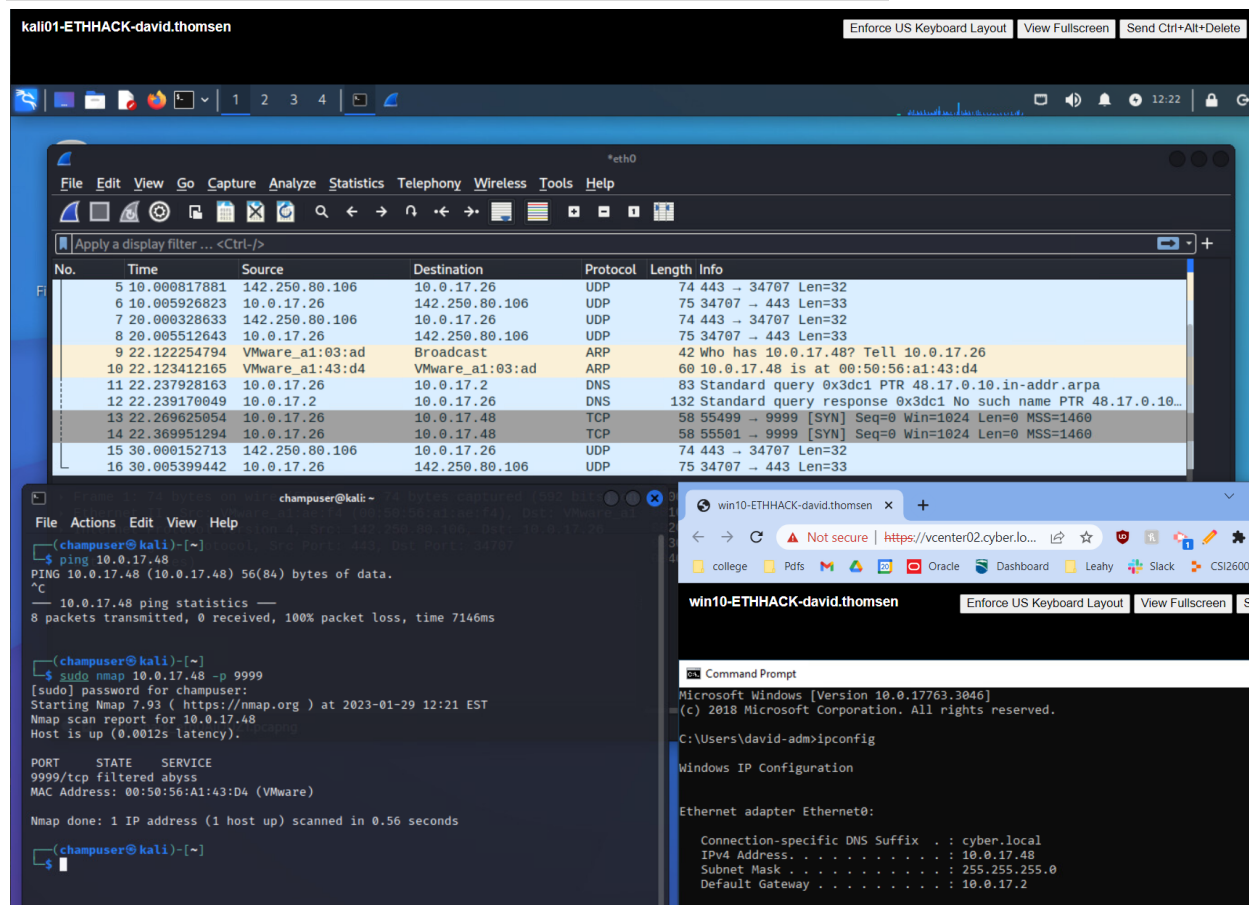 kali01-ETHHACK-david.thomsen
Enforce US Keyboard Layout View Fullscreen Send Ctrl+Alt+Delete
1 2 3 4
12:22
*eth0
File Edit View Go Capture Analyze Statistics Telephony Wireless Tools Help
Apply a display filter ... <Ctrl-/>
No. Time Source Destination Protocol Length Info
5 10.000817881 142.250.80.106 10.0.17.26 UDP 74 443 → 34707 Len=32
6 10.005926823 10.0.17.26 142.250.80.106 UDP 75 34707 → 443 Len=33
7 20.000328633 142.250.80.106 10.0.17.26 UDP 74 443 → 34707 Len=32
8 20.005512643 10.0.17.26 142.250.80.106 UDP 75 34707 → 443 Len=33
9 22.122254794 VMware_a1:03:ad Broadcast ARP 42 Who has 10.0.17.48? Tell 10.0.17.26
10 22.123412165 VMware_a1:43:d4 VMware_a1:03:ad ARP 60 10.0.17.48 is at 00:50:56:a1:43:d4
11 22.237928163 10.0.17.26 10.0.17.2 DNS 83 Standard query 0x3dc1 PTR 48.17.0.10.in-addr.arpa
12 22.239170049 10.0.17.2 10.0.17.26 DNS 132 Standard query response 0x3dc1 No such name PTR 48.17.0.10…
13 22.269625054 10.0.17.26 10.0.17.48 TCP 58 55499 → 9999 [SYN] Seq=0 Win=1024 Len=0 MSS=1460
14 22.369951294 10.0.17.26 10.0.17.48 TCP 58 55501 → 9999 [SYN] Seq=0 Win=1024 Len=0 MSS=1460
15 30.000152713 142.250.80.106 10.0.17.26 UDP 74 443 → 34707 Len=32
16 30.005399442 10.0.17.26 142.250.80.106 UDP 75 34707 → 443 Len=33
champuser@kali: ~
File Actions Edit View Help
(champuser㉿kali)-[~]
$ ping 10.0.17.48
PING 10.0.17.48 (10.0.17.48) 56(84) bytes of data.
^C
— 10.0.17.48 ping statistics —
8 packets transmitted, 0 received, 100% packet loss, time 7146ms
(champuser㉿kali)-[~]
$ sudo nmap 10.0.17.48 -p 9999
[sudo] password for champuser:
Starting Nmap 7.93 ( https://nmap.org ) at 2023-01-29 12:21 EST
Nmap scan report for 10.0.17.48
Host is up (0.0012s latency).
PORT STATE SERVICE
9999/tcp filtered abyss
MAC Address: 00:50:56:A1:43:D4 (VMware)
Nmap done: 1 IP address (1 host up) scanned in 0.56 seconds
(champuser㉿kali)-[~]
$
win10-ETHHACK-david.thomsen
Not secure | https://vcenter02.cyber.lo...
college Pdfs 20 Oracle Dashboard Leahy Slack CSI2600
win10-ETHHACK-david.thomsen
Enforce US Keyboard Layout View Fullscreen S
Command Prompt
Microsoft Windows [Version 10.0.17763.3046]
(c) 2018 Microsoft Corporation. All rights reserved.
C:\Users\david-adm>ipconfig
Windows IP Configuration
Ethernet adapter Ethernet0:
Connection-specific DNS Suffix . : cyber.local
IPv4 Address. . . . . . . . . . . : 10.0.17.48
Subnet Mask . . . . . . . . . . . : 255.255.255.0
Default Gateway . . . . . . . . . : 10.0.17.2